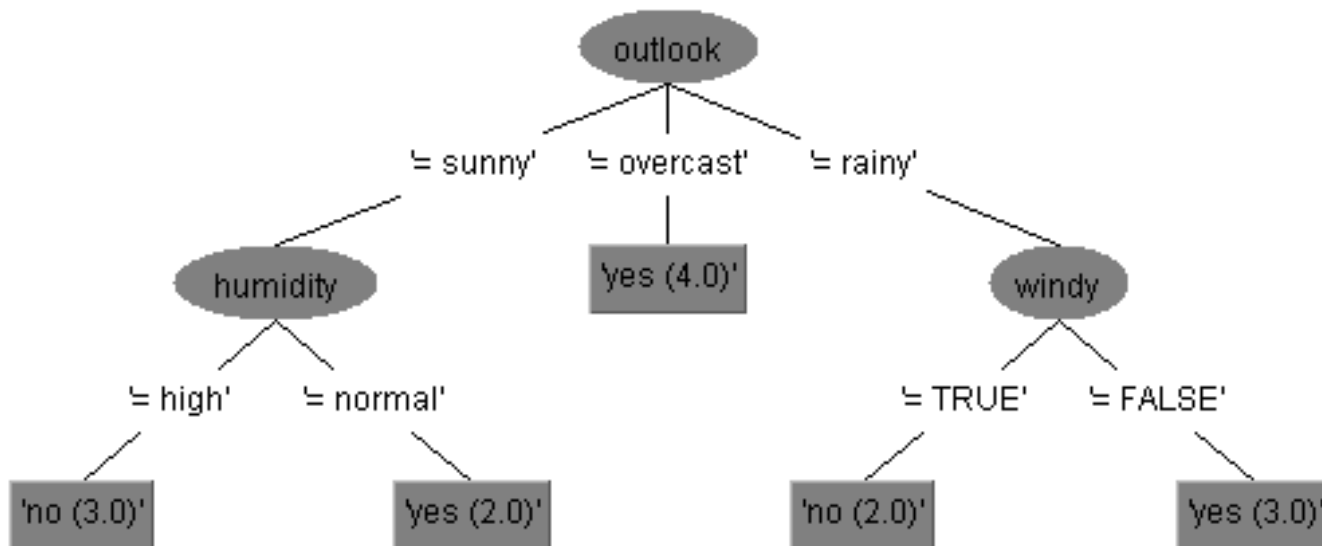 outlook
'= sunny' '= overcast' '= rainy'
humidity 'yes (4.0)' windy
'= high' '= normal' '= TRUE' '= FALSE'
'no (3.0)' 'yes (2.0)' 'no (2.0)' 'yes (3.0)'